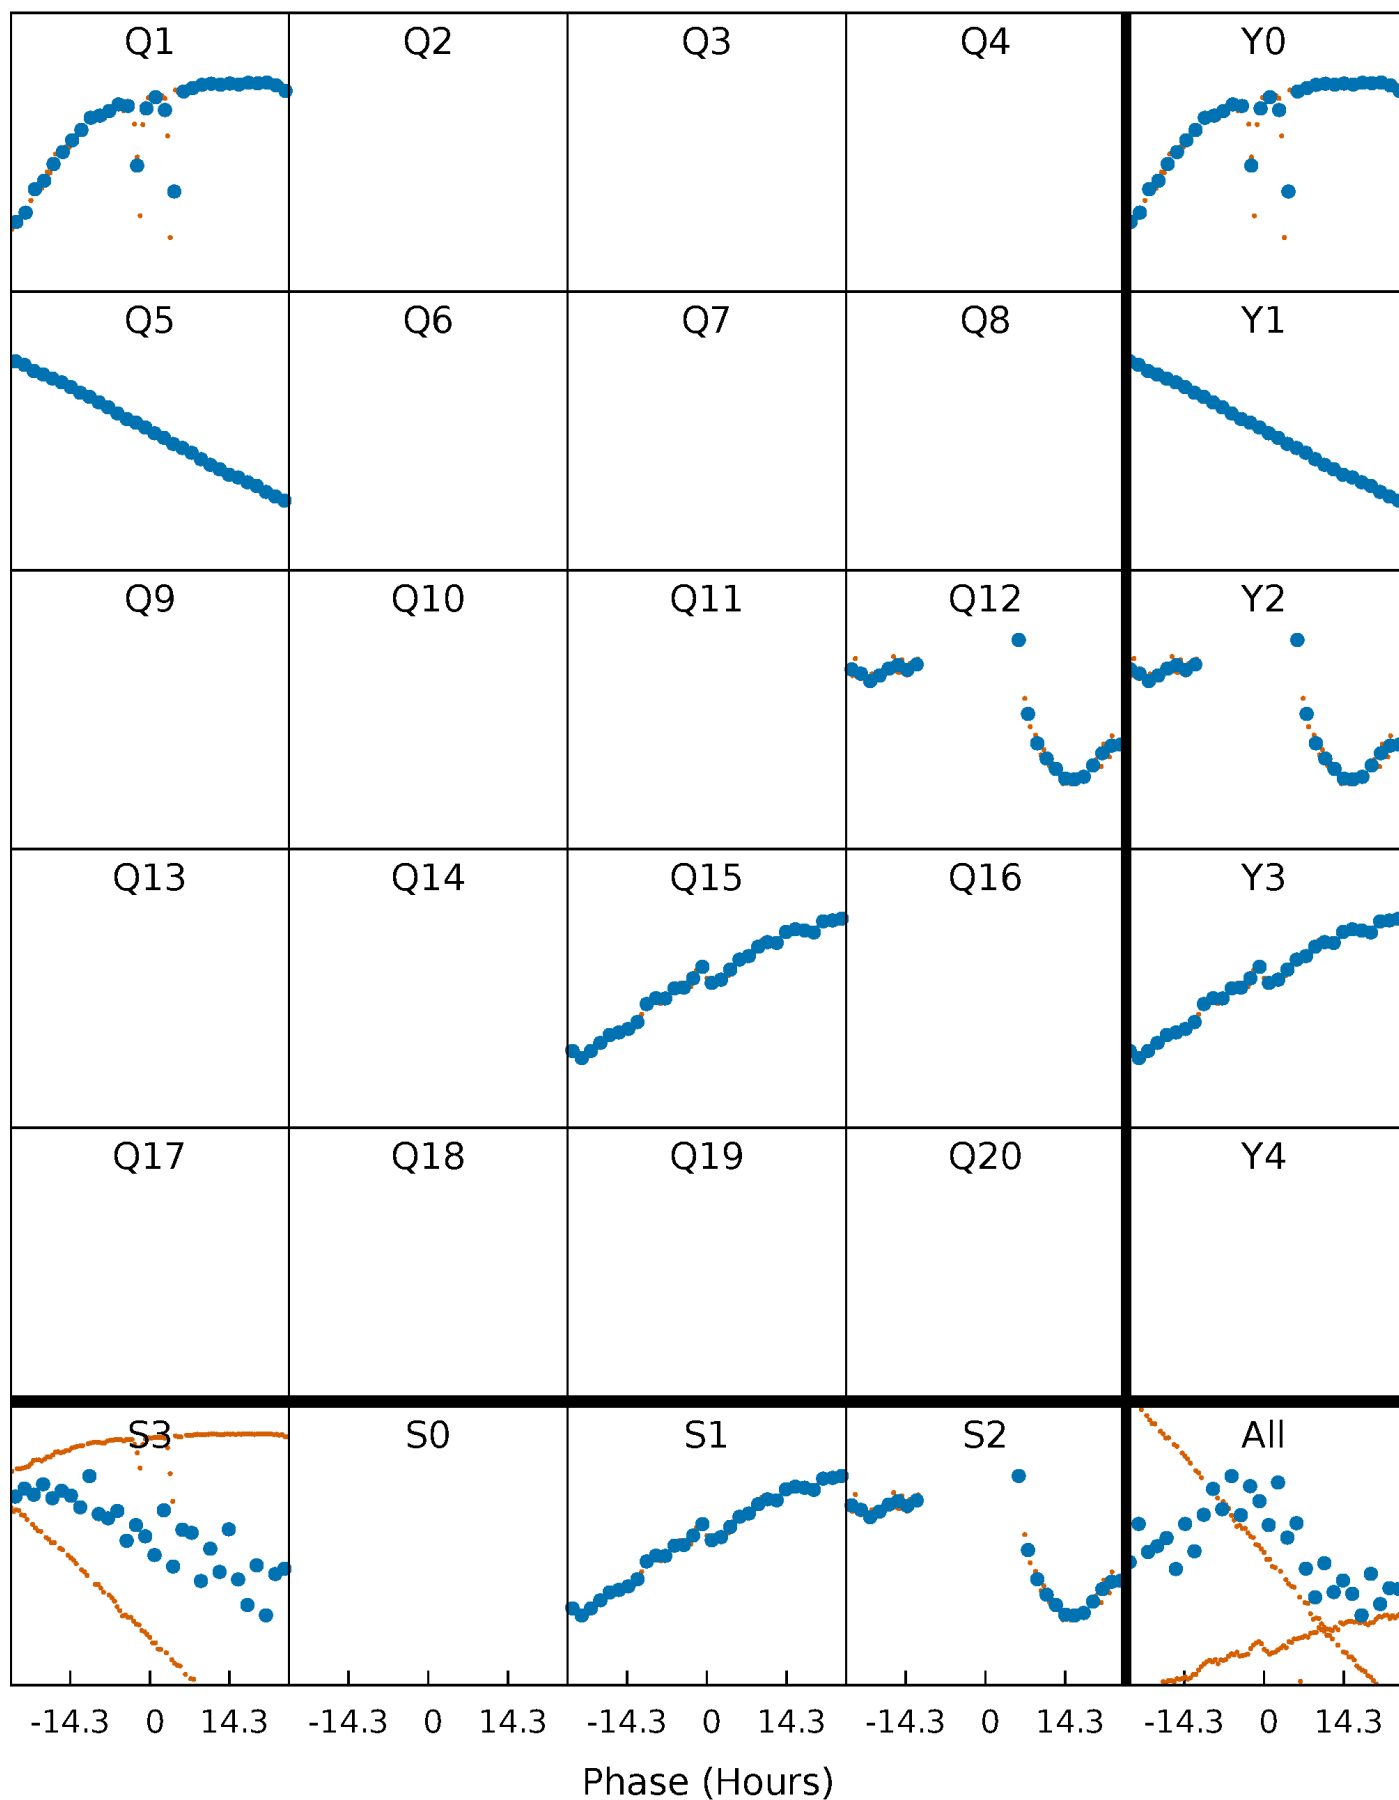 Q1 Q2 Q3 Q4 Y0
Q5 Q6 Q7 Q8 Y1
Q9 Q10 Q11 Q12 Y2
Q13 Q14 Q15 Q16 Y3
Q17 Q18 Q19 Q20 Y4
S3 S0 S1 S2 All
-14.3 0 14.3 -14.3 0 14.3 -14.3 0 14.3 -14.3 0 14.3 -14.3 0 14.3
Phase (Hours)